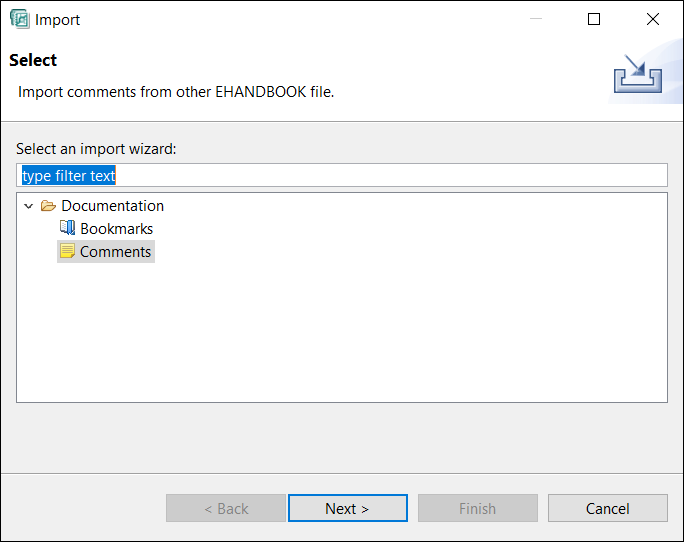 Import
Select
Import comments from other EHANDBOOK file.
Select an import wizard:
type filter text
Documentation
Bookmarks
Comments
< Back
Next >
Finish
Cancel